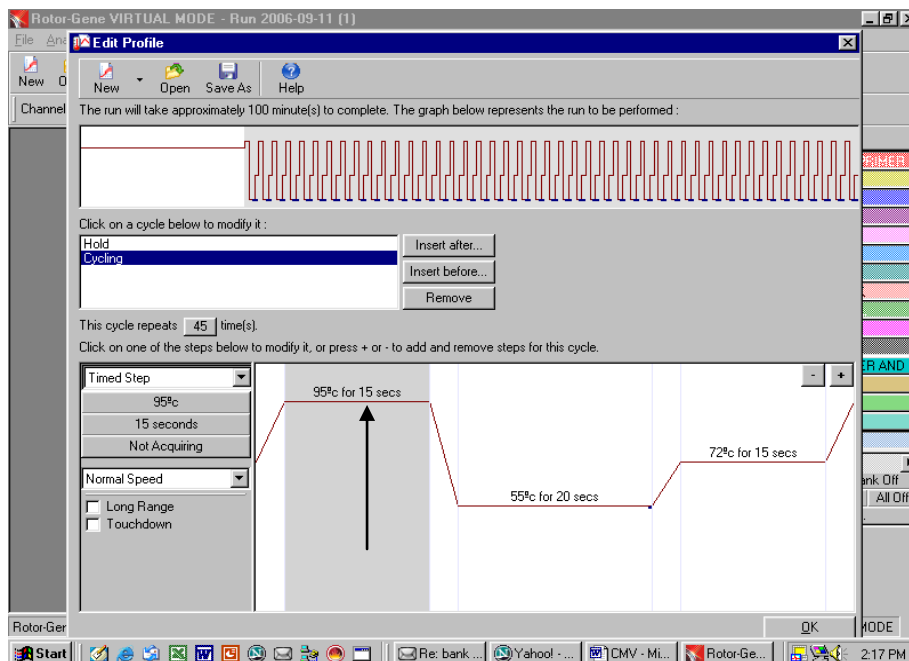 Rotor-Gene VIRTUAL MODE - Run 2006-09-11 (1)
File Ana
Edit Profile
New Open Save As Help
New O
Channel
The run will take approximately 100 minute(s) to complete. The graph below represents the run to be performed :
Click on a cycle below to modify it :
Hold
Cycling
Insert after...
Insert before...
Remove
This cycle repeats 45 time(s).
Click on one of the steps below to modify it, or press + or - to add and remove steps for this cycle.
Timed Step
95ºc
15 seconds
Not Acquiring
Normal Speed
Long Range
Touchdown
- +
95ºc for 15 secs
55ºc for 20 secs
72ºc for 15 secs
ER AND
ank Off
All Off
OK
Rotor-Ger
MODE
Start Re: bank ... Yahoo! - ... CMV - Mi... Rotor-Ge... 2:17 PM